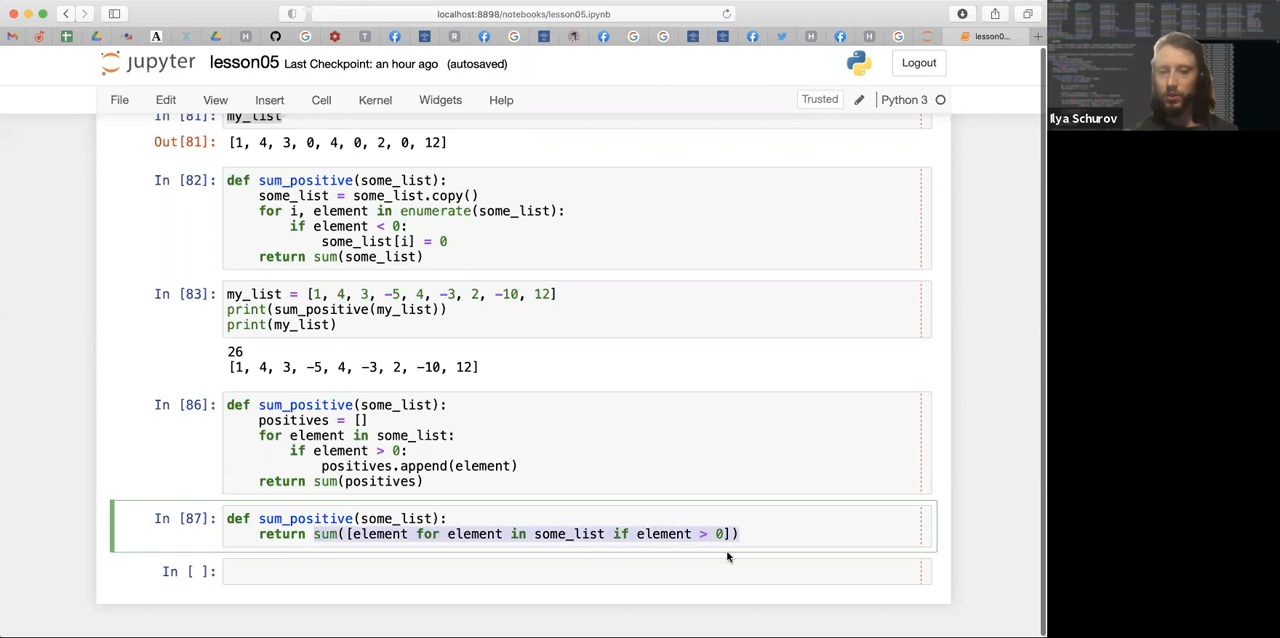 localhost:8898/notebooks/lesson05.ipynb
lesson0...
jupyter lesson05 Last Checkpoint: an hour ago (autosaved)
Logout
File Edit View Insert Cell Kernel Widgets Help
Trusted
Python 3
In [81]: my_list
Out[81]: [1, 4, 3, 0, 4, 0, 2, 0, 12]
In [82]: def sum_positive(some_list):
some_list = some_list.copy()
for i, element in enumerate(some_list):
if element < 0:
some_list[i] = 0
return sum(some_list)
In [83]: my_list = [1, 4, 3, -5, 4, -3, 2, -10, 12]
print(sum_positive(my_list))
print(my_list)
26
[1, 4, 3, -5, 4, -3, 2, -10, 12]
In [86]: def sum_positive(some_list):
positives = []
for element in some_list:
if element > 0:
positives.append(element)
return sum(positives)
In [87]: def sum_positive(some_list):
return sum([element for element in some_list if element > 0])
In [ ]:
Ilya Schurov